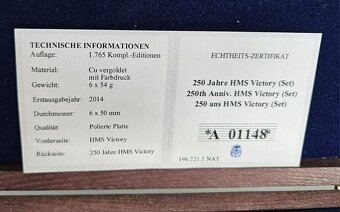 TECHNISCHE INFORMATIONEN
Auflage: 1.765 Kompl.-Editionen
Material: Cu vergoldet
mit Farbdruck
Gewicht: 6 x 54 g
Erstausgabejahr: 2014
Durchmesser: 6 x 50 mm
Qualität: Polierte Platte
Vorderseite: HMS Victory
Rückseite: 250 Jahre HMS Victory
ECHTHEITS-ZERTIFIKAT
250 Jahre HMS Victory (Set)
250th Anniv. HMS Victory (Set)
250 ans HMS Victory (Set)
*A 01148*
196.221.1 NAT